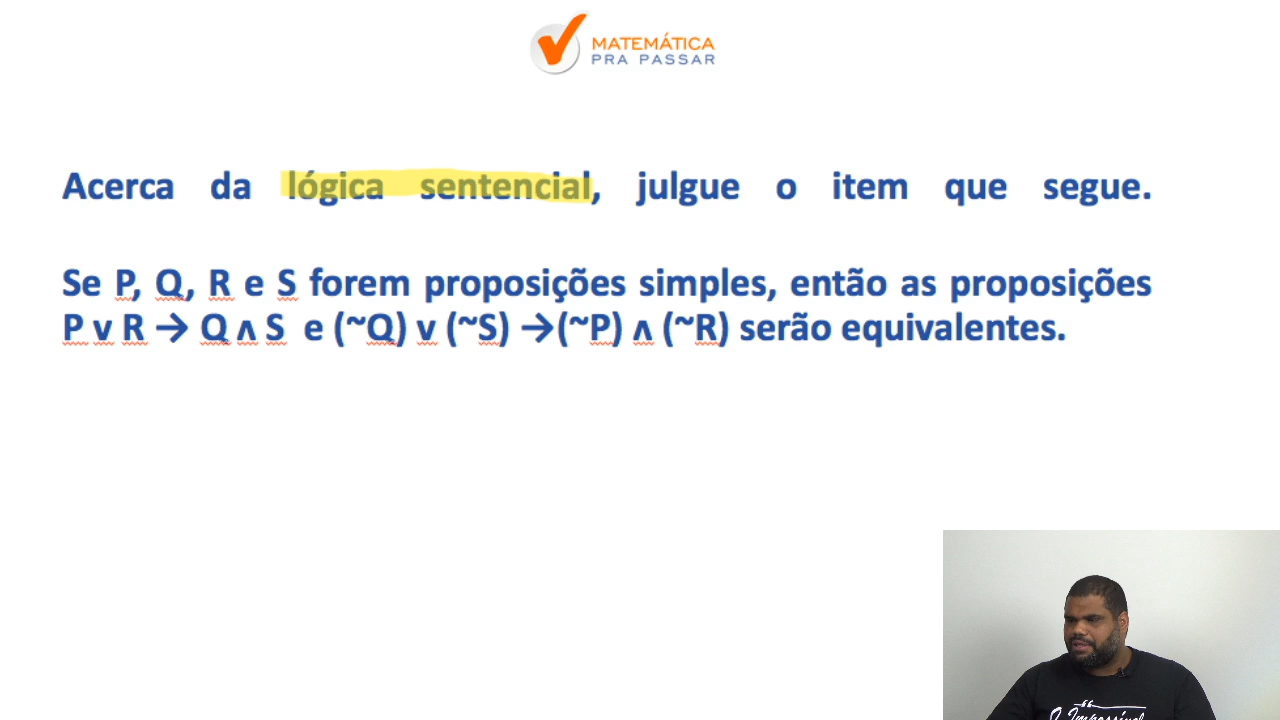 MATEMÁTICA
PRA PASSAR
Acerca da lógica sentencial, julgue o item que segue.
Se P, Q, R e S forem proposições simples, então as proposições
P v R → Q ʌ S e (~Q) v (~S) →(~P) ʌ (~R) serão equivalentes.